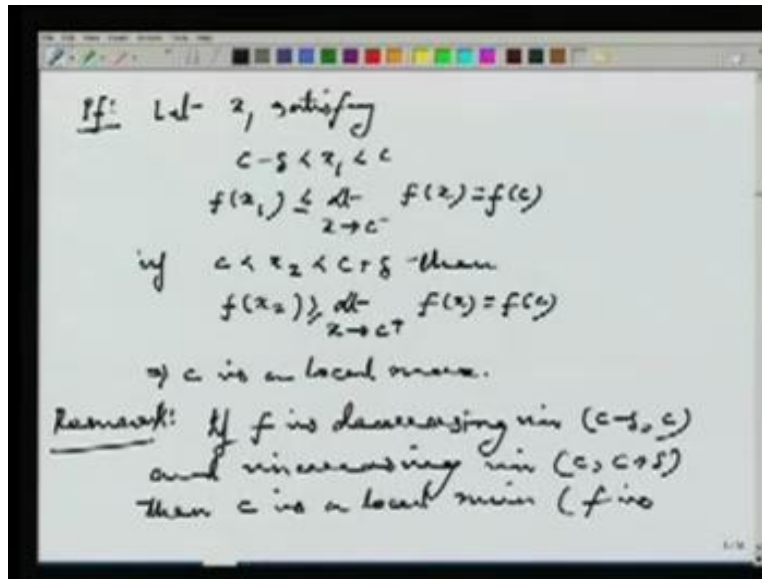 Pf: Let x₁ satisfy
c-δ < x₁ < c
f(x₁) ≤ lt x→c⁻ f(x) = f(c)
if c < x₂ < c+δ then
f(x₂) ≥ lt x→c⁺ f(x) = f(c)
⇒ c is a local max.
Remark: If f is decreasing in (c-δ, c)
and increasing in (c, c+δ)
then c is a local min (f is